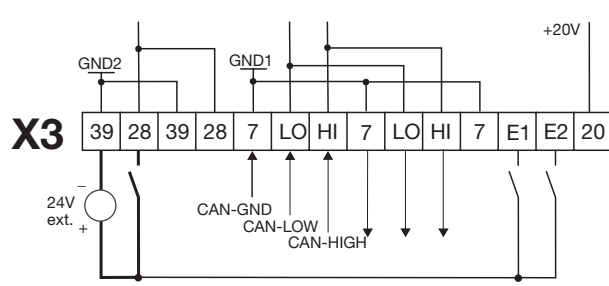 +20V
GND2
GND1
X3 39 28 39 28 7 LO HI 7 LO HI 7 E1 E2 20
–
24V
ext.
+
CAN-GND
CAN-LOW
CAN-HIGH